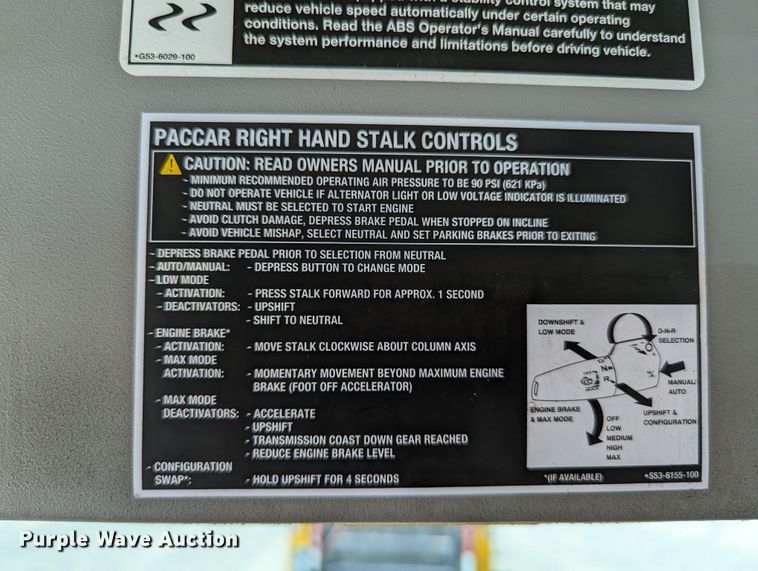 reduce vehicle speed automatically under certain operating
conditions. Read the ABS Operator's Manual carefully to understand
the system performance and limitations before driving vehicle.
*G53-6029-100
PACCAR RIGHT HAND STALK CONTROLS
CAUTION: READ OWNERS MANUAL PRIOR TO OPERATION
- MINIMUM RECOMMENDED OPERATING AIR PRESSURE TO BE 90 PSI (621 KPa)
- DO NOT OPERATE VEHICLE IF ALTERNATOR LIGHT OR LOW VOLTAGE INDICATOR IS ILLUMINATED
- NEUTRAL MUST BE SELECTED TO START ENGINE
- AVOID CLUTCH DAMAGE, DEPRESS BRAKE PEDAL WHEN STOPPED ON INCLINE
- AVOID VEHICLE MISHAP, SELECT NEUTRAL AND SET PARKING BRAKES PRIOR TO EXITING
- DEPRESS BRAKE PEDAL PRIOR TO SELECTION FROM NEUTRAL
- AUTO/MANUAL: - DEPRESS BUTTON TO CHANGE MODE
- LOW MODE
- ACTIVATION: - PRESS STALK FORWARD FOR APPROX. 1 SECOND
- DEACTIVATORS: - UPSHIFT
- SHIFT TO NEUTRAL
- ENGINE BRAKE*
- ACTIVATION: - MOVE STALK CLOCKWISE ABOUT COLUMN AXIS
- MAX MODE
ACTIVATION: - MOMENTARY MOVEMENT BEYOND MAXIMUM ENGINE
BRAKE (FOOT OFF ACCELERATOR)
- MAX MODE
DEACTIVATORS: - ACCELERATE
- UPSHIFT
- TRANSMISSION COAST DOWN GEAR REACHED
- REDUCE ENGINE BRAKE LEVEL
- CONFIGURATION
SWAP*: - HOLD UPSHIFT FOR 4 SECONDS
DOWNSHIFT &
LOW MODE
D-N-R
SELECTION
N
R
OFF
MANUAL/
AUTO
ENGINE BRAKE
& MAX MODE
UPSHIFT &
CONFIGURATION
OFF
LOW
MEDIUM
HIGH
MAX
*(IF AVAILABLE)
*S53-6155-100
Purple Wave Auction